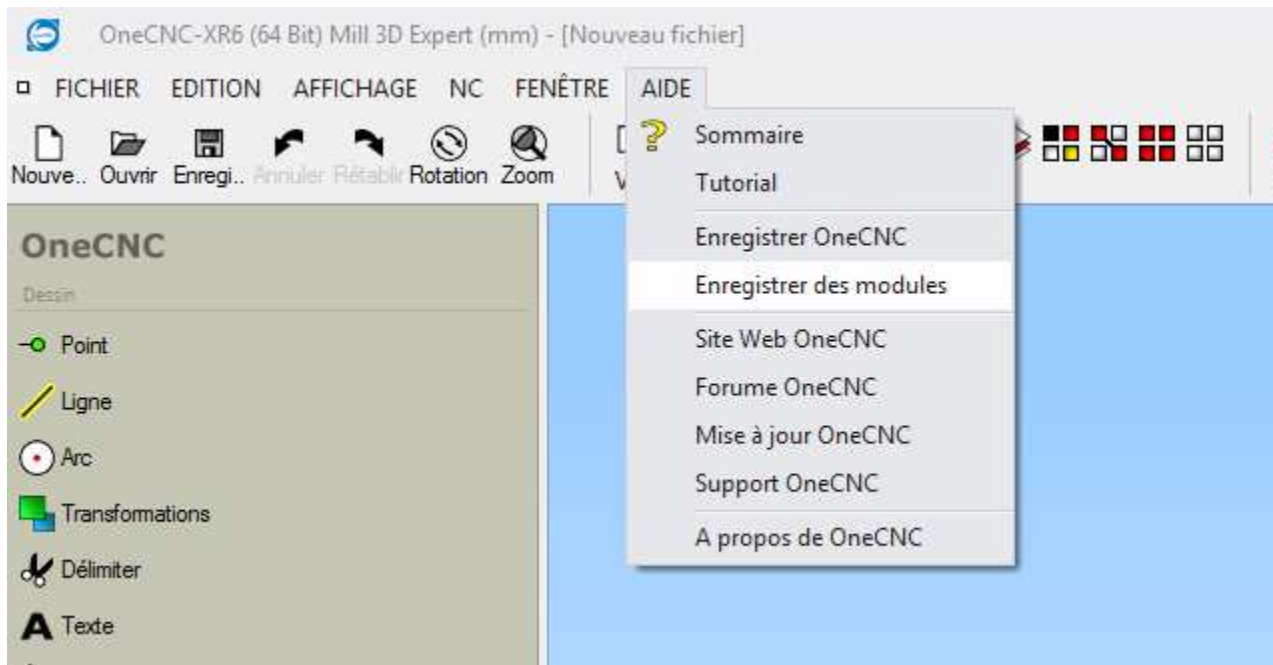 OneCNC-XR6 (64 Bit) Mill 3D Expert (mm) - [Nouveau fichier]
FICHIER EDITION AFFICHAGE NC FENÊTRE AIDE
Nouve.. Ouvrir Enregi.. Annuler Rétablir Rotation Zoom
Sommaire
Tutorial
Enregistrer OneCNC
Enregistrer des modules
Site Web OneCNC
Forume OneCNC
Mise à jour OneCNC
Support OneCNC
A propos de OneCNC
OneCNC
Dessin
Point
Ligne
Arc
Transformations
Délimiter
A Texte